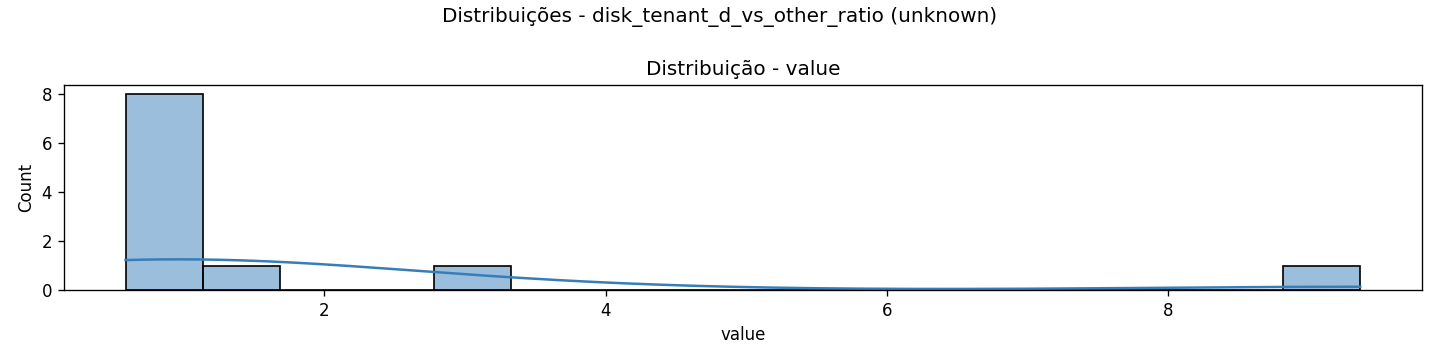 Distribuições - disk_tenant_d_vs_other_ratio (unknown)
Distribuição - value
8
6
4
2
0
Count
2
4
6
8
value